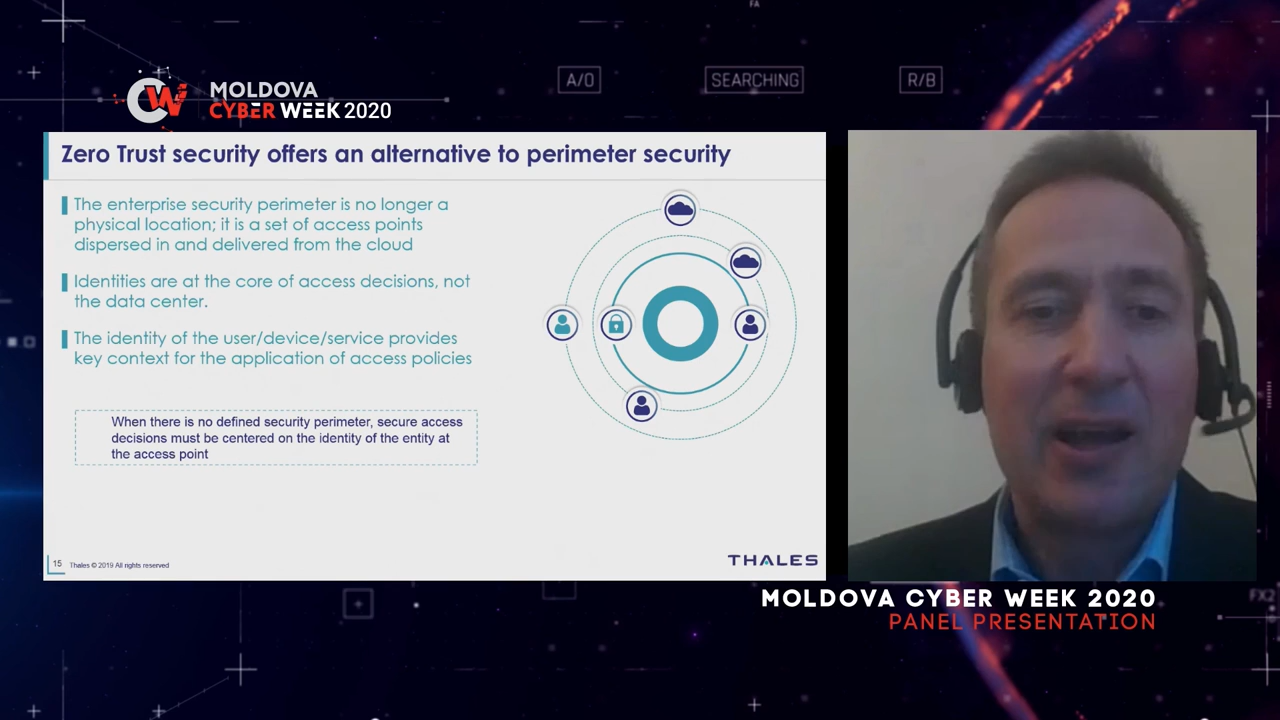 FA
A/0
SEARCHING
R/B
MOLDOVA
CYBER WEEK 2020
Zero Trust security offers an alternative to perimeter security
The enterprise security perimeter is no longer a
physical location; it is a set of access points
dispersed in and delivered from the cloud
Identities are at the core of access decisions, not
the data center.
The identity of the user/device/service provides
key context for the application of access policies
When there is no defined security perimeter, secure access
decisions must be centered on the identity of the entity at
the access point
15 Thales © 2019 All rights reserved
THALES
MOLDOVA CYBER WEEK 2020
PANEL PRESENTATION
FX2